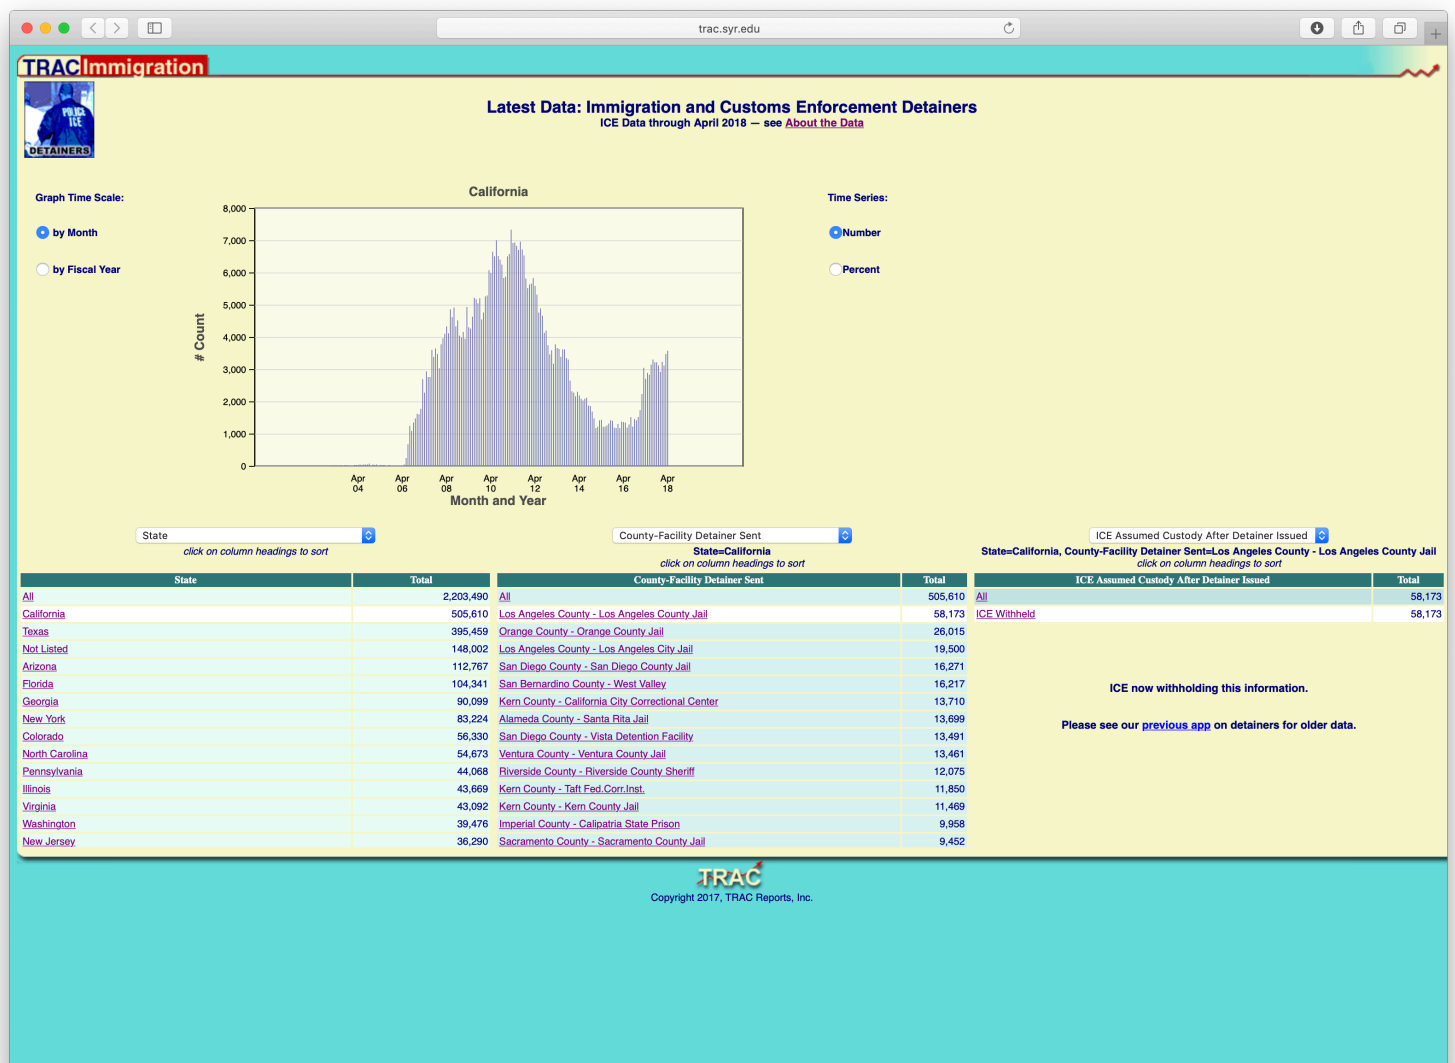 trac.syr.edu
TRACImmigration
POLICE
ICE
DETAINERS
Latest Data: Immigration and Customs Enforcement Detainers
ICE Data through April 2018 — see About the Data
Graph Time Scale:
by Month
by Fiscal Year
California
8,000
7,000
6,000
5,000
4,000
3,000
2,000
1,000
0
# Count
Apr 04
Apr 06
Apr 08
Apr 10
Apr 12
Apr 14
Apr 16
Apr 18
Month and Year
Time Series:
Number
Percent
State
click on column headings to sort
State Total
All 2,203,490
California 505,610
Texas 395,459
Not Listed 148,002
Arizona 112,767
Florida 104,341
Georgia 90,099
New York 83,224
Colorado 56,330
North Carolina 54,673
Pennsylvania 44,068
Illinois 43,669
Virginia 43,092
Washington 39,476
New Jersey 36,290
County-Facility Detainer Sent
State=California
click on column headings to sort
County-Facility Detainer Sent Total
All 505,610
Los Angeles County - Los Angeles County Jail 58,173
Orange County - Orange County Jail 26,015
Los Angeles County - Los Angeles City Jail 19,500
San Diego County - San Diego County Jail 16,271
San Bernardino County - West Valley 16,217
Kern County - California City Correctional Center 13,710
Alameda County - Santa Rita Jail 13,699
San Diego County - Vista Detention Facility 13,491
Ventura County - Ventura County Jail 13,461
Riverside County - Riverside County Sheriff 12,075
Kern County - Taft Fed.Corr.Inst. 11,850
Kern County - Kern County Jail 11,469
Imperial County - Calipatria State Prison 9,958
Sacramento County - Sacramento County Jail 9,452
ICE Assumed Custody After Detainer Issued
State=California, County-Facility Detainer Sent=Los Angeles County - Los Angeles County Jail
click on column headings to sort
ICE Assumed Custody After Detainer Issued Total
All 58,173
ICE Withheld 58,173
ICE now withholding this information.
Please see our previous app on detainers for older data.
TRAC
Copyright 2017, TRAC Reports, Inc.